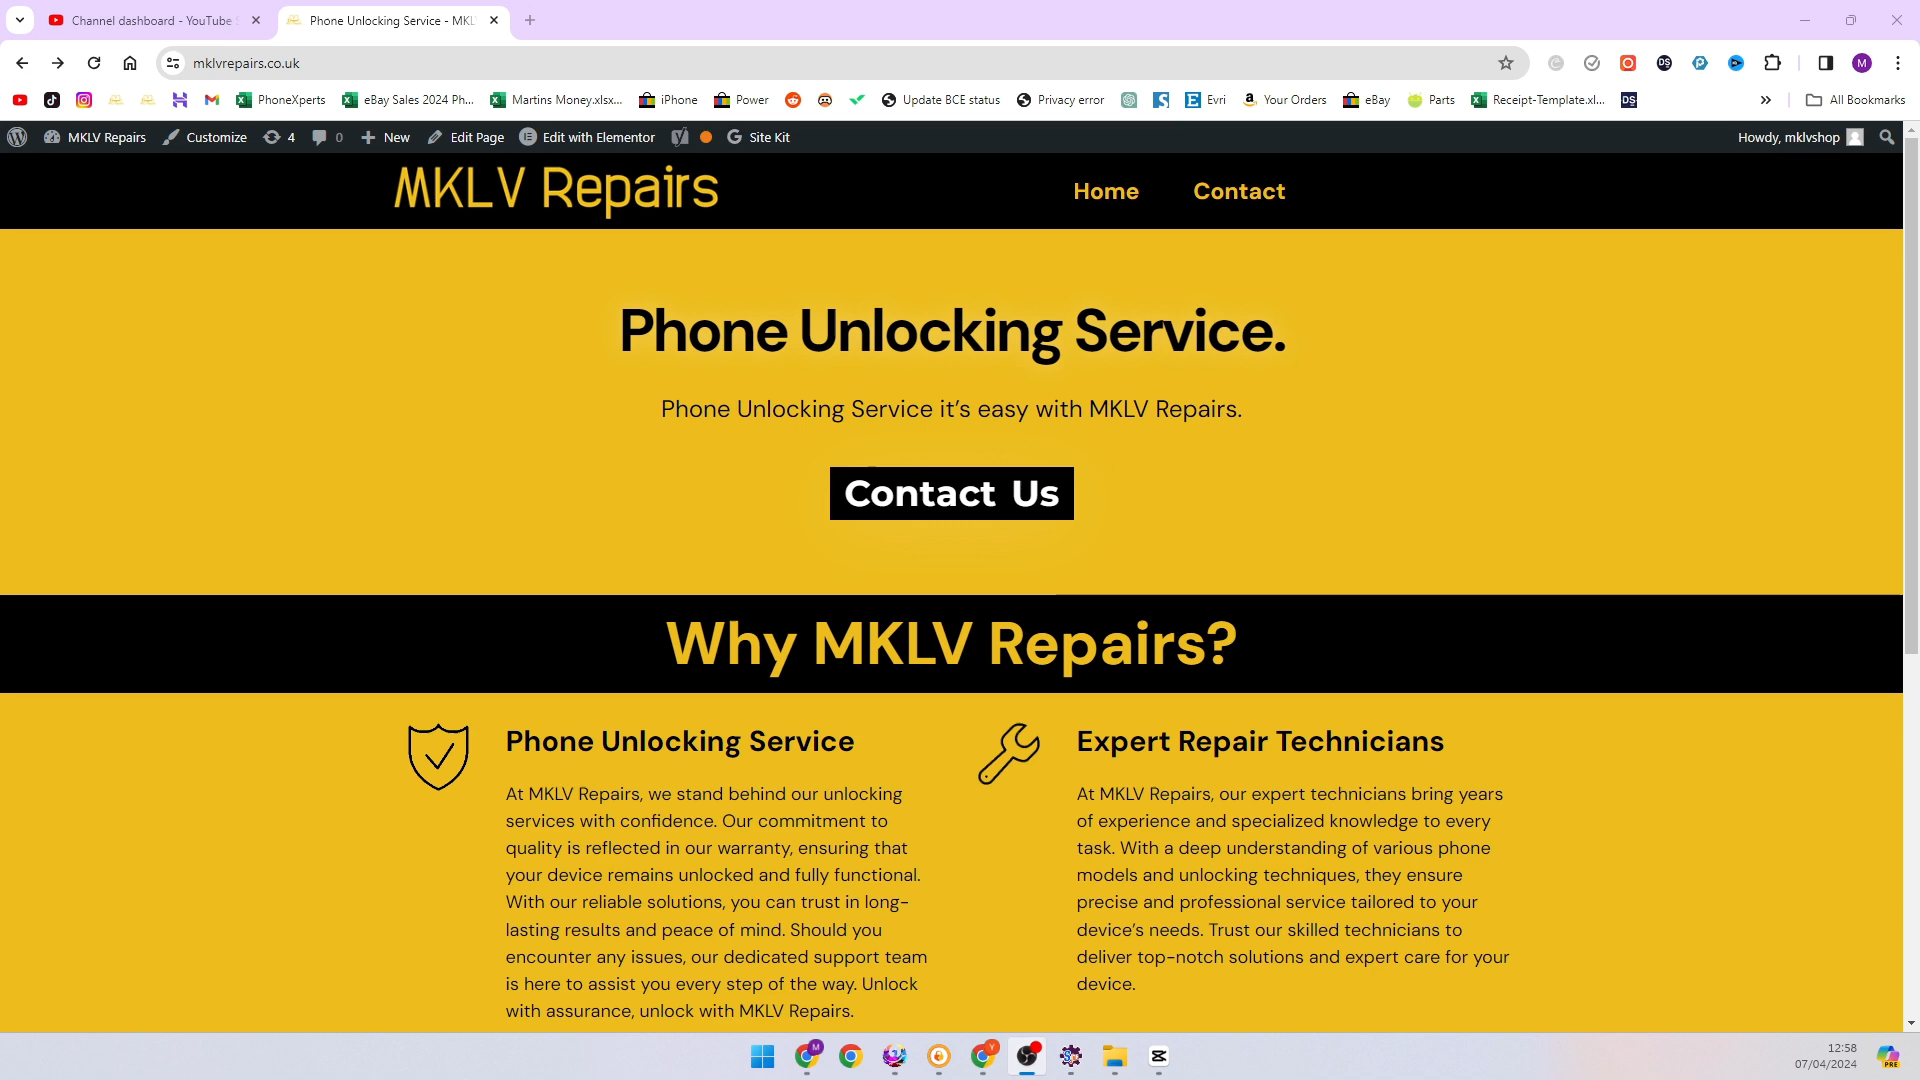 Channel dashboard - YouTube
Phone Unlocking Service - MKL
mklvrepairs.co.uk
M
PhoneXperts
eBay Sales 2024 Ph...
Martins Money.xlsx...
iPhone
Power
Update BCE status
Privacy error
Evri
Your Orders
eBay
Parts
Receipt-Template.xl...
DS
All Bookmarks
MKLV Repairs
Customize
4
0
New
Edit Page
Edit with Elementor
Site Kit
Howdy, mklvshop
MKLV Repairs
Home
Contact
Phone Unlocking Service.
Phone Unlocking Service it’s easy with MKLV Repairs.
Contact Us
Why MKLV Repairs?
Phone Unlocking Service
At MKLV Repairs, we stand behind our unlocking
services with confidence. Our commitment to
quality is reflected in our warranty, ensuring that
your device remains unlocked and fully functional.
With our reliable solutions, you can trust in long-
lasting results and peace of mind. Should you
encounter any issues, our dedicated support team
is here to assist you every step of the way. Unlock
with assurance, unlock with MKLV Repairs.
Expert Repair Technicians
At MKLV Repairs, our expert technicians bring years
of experience and specialized knowledge to every
task. With a deep understanding of various phone
models and unlocking techniques, they ensure
precise and professional service tailored to your
device’s needs. Trust our skilled technicians to
deliver top-notch solutions and expert care for your
device.
12:58
07/04/2024